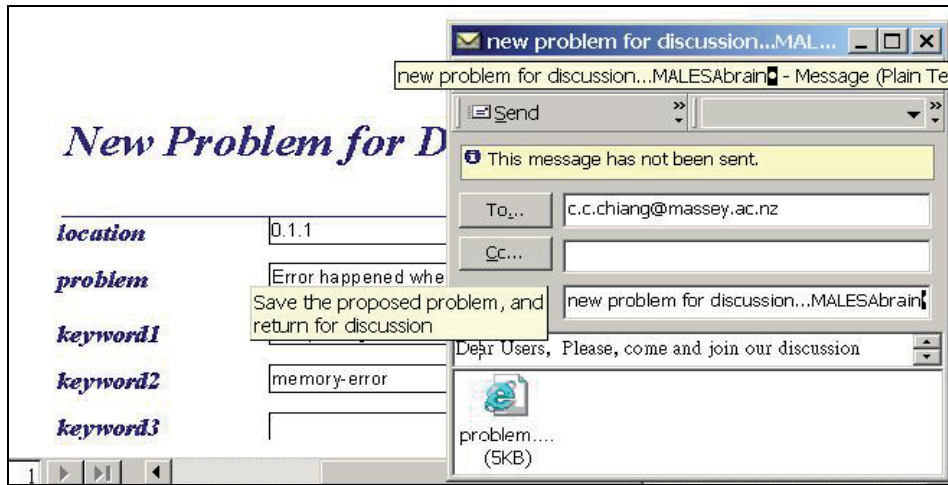 new problem for discussion...MAL...
new problem for discussion...MALESAbrain - Message (Plain Te
Send
New Problem for D
This message has not been sent.
To...
c.c.chiang@massey.ac.nz
location
0.1.1
Cc...
problem
Error happened whe
Save the proposed problem, and
return for discussion
new problem for discussion...MALESAbrain
keyword1
Dear Users, Please, come and join our discussion
keyword2
memory-error
keyword3
problem....
(5KB)
1